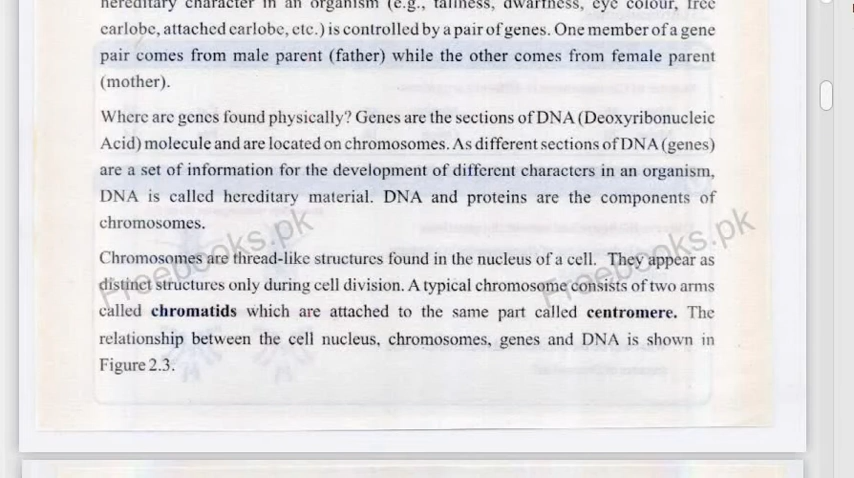 hereditary character in an organism (e.g., tallness, dwarfness, eye colour, free
earlobe, attached earlobe, etc.) is controlled by a pair of genes. One member of a gene
pair comes from male parent (father) while the other comes from female parent
(mother).
Where are genes found physically? Genes are the sections of DNA (Deoxyribonucleic
Acid) molecule and are located on chromosomes. As different sections of DNA (genes)
are a set of information for the development of different characters in an organism,
DNA is called hereditary material. DNA and proteins are the components of
chromosomes.
Chromosomes are thread-like structures found in the nucleus of a cell. They appear as
distinct structures only during cell division. A typical chromosome consists of two arms
called chromatids which are attached to the same part called centromere. The
relationship between the cell nucleus, chromosomes, genes and DNA is shown in
Figure 2.3.
Freebooks.pk
Freebooks.pk